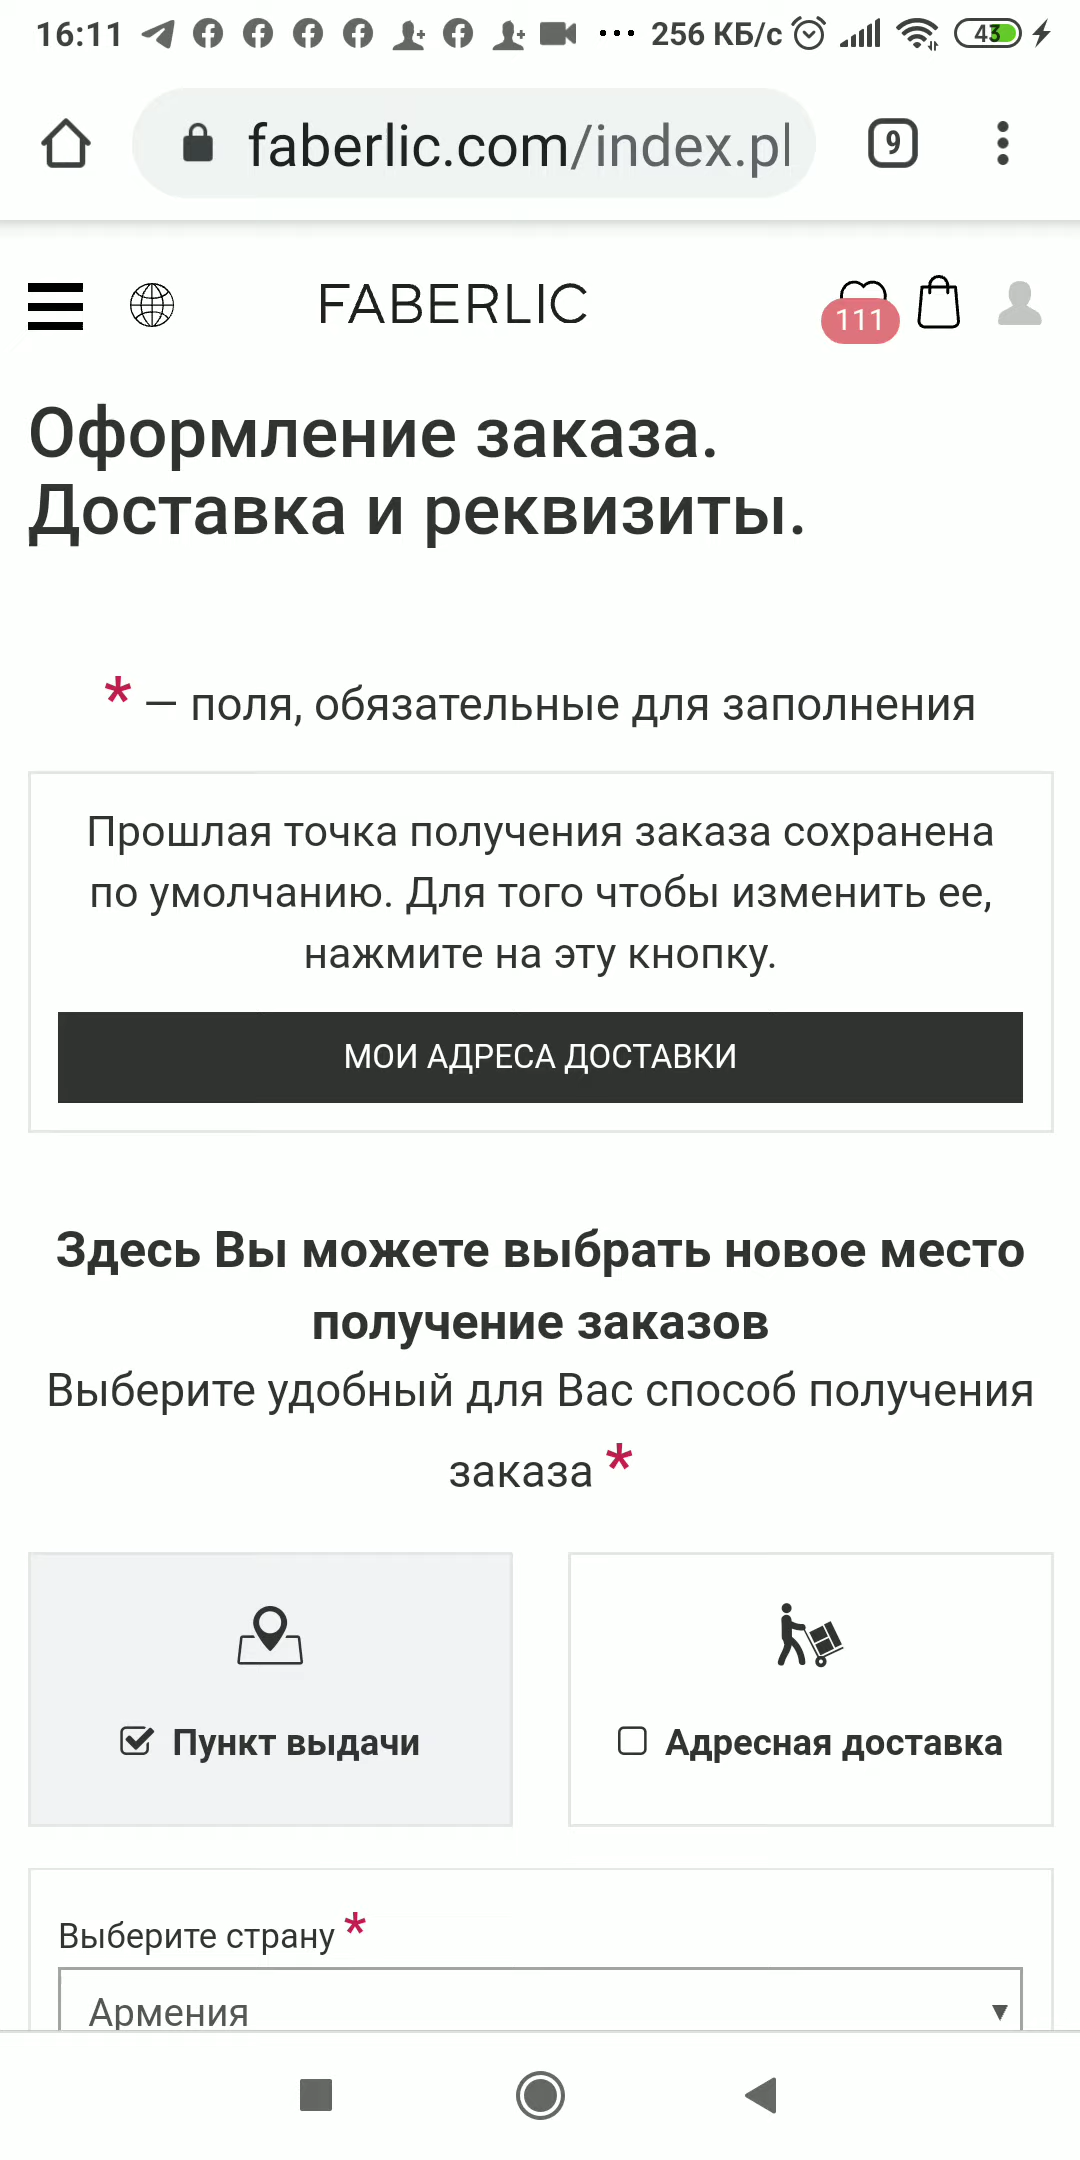 16:11 256 КБ/с 43
faberlic.com/index.pl 9
FABERLIC 111
Оформление заказа.
Доставка и реквизиты.
* — поля, обязательные для заполнения
Прошлая точка получения заказа сохранена
по умолчанию. Для того чтобы изменить ее,
нажмите на эту кнопку.
МОИ АДРЕСА ДОСТАВКИ
Здесь Вы можете выбрать новое место
получение заказов
Выберите удобный для Вас способ получения
заказа *
Пункт выдачи
Адресная доставка
Выберите страну *
Армения